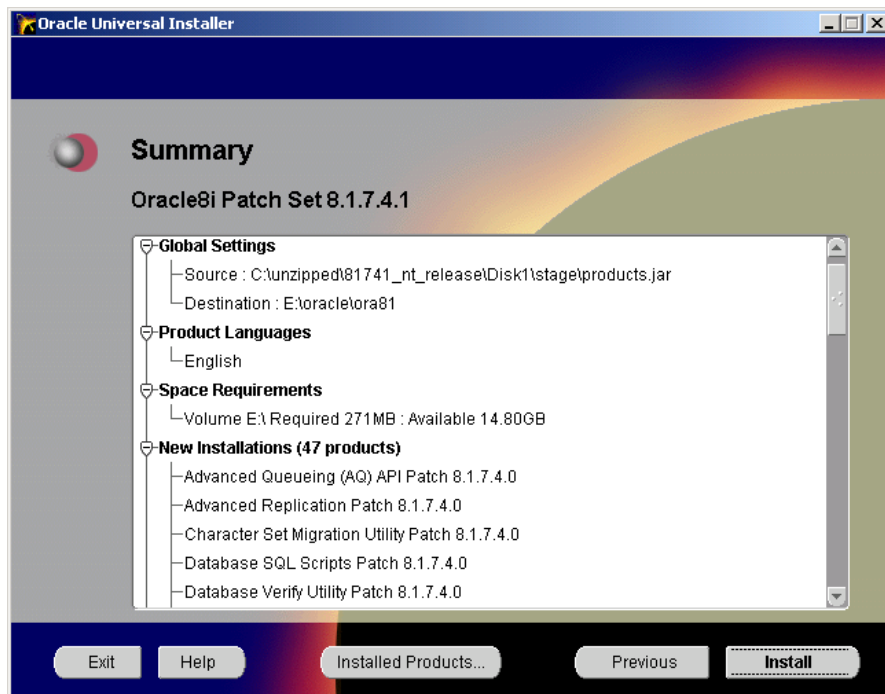 Oracle Universal Installer
Summary
Oracle8i Patch Set 8.1.7.4.1
Global Settings
Source : C:\unzipped\81741_nt_release\Disk1\stage\products.jar
Destination : E:\oracle\ora81
Product Languages
English
Space Requirements
Volume E:\ Required 271MB : Available 14.80GB
New Installations (47 products)
Advanced Queueing (AQ) API Patch 8.1.7.4.0
Advanced Replication Patch 8.1.7.4.0
Character Set Migration Utility Patch 8.1.7.4.0
Database SQL Scripts Patch 8.1.7.4.0
Database Verify Utility Patch 8.1.7.4.0
Exit Help Installed Products... Previous Install